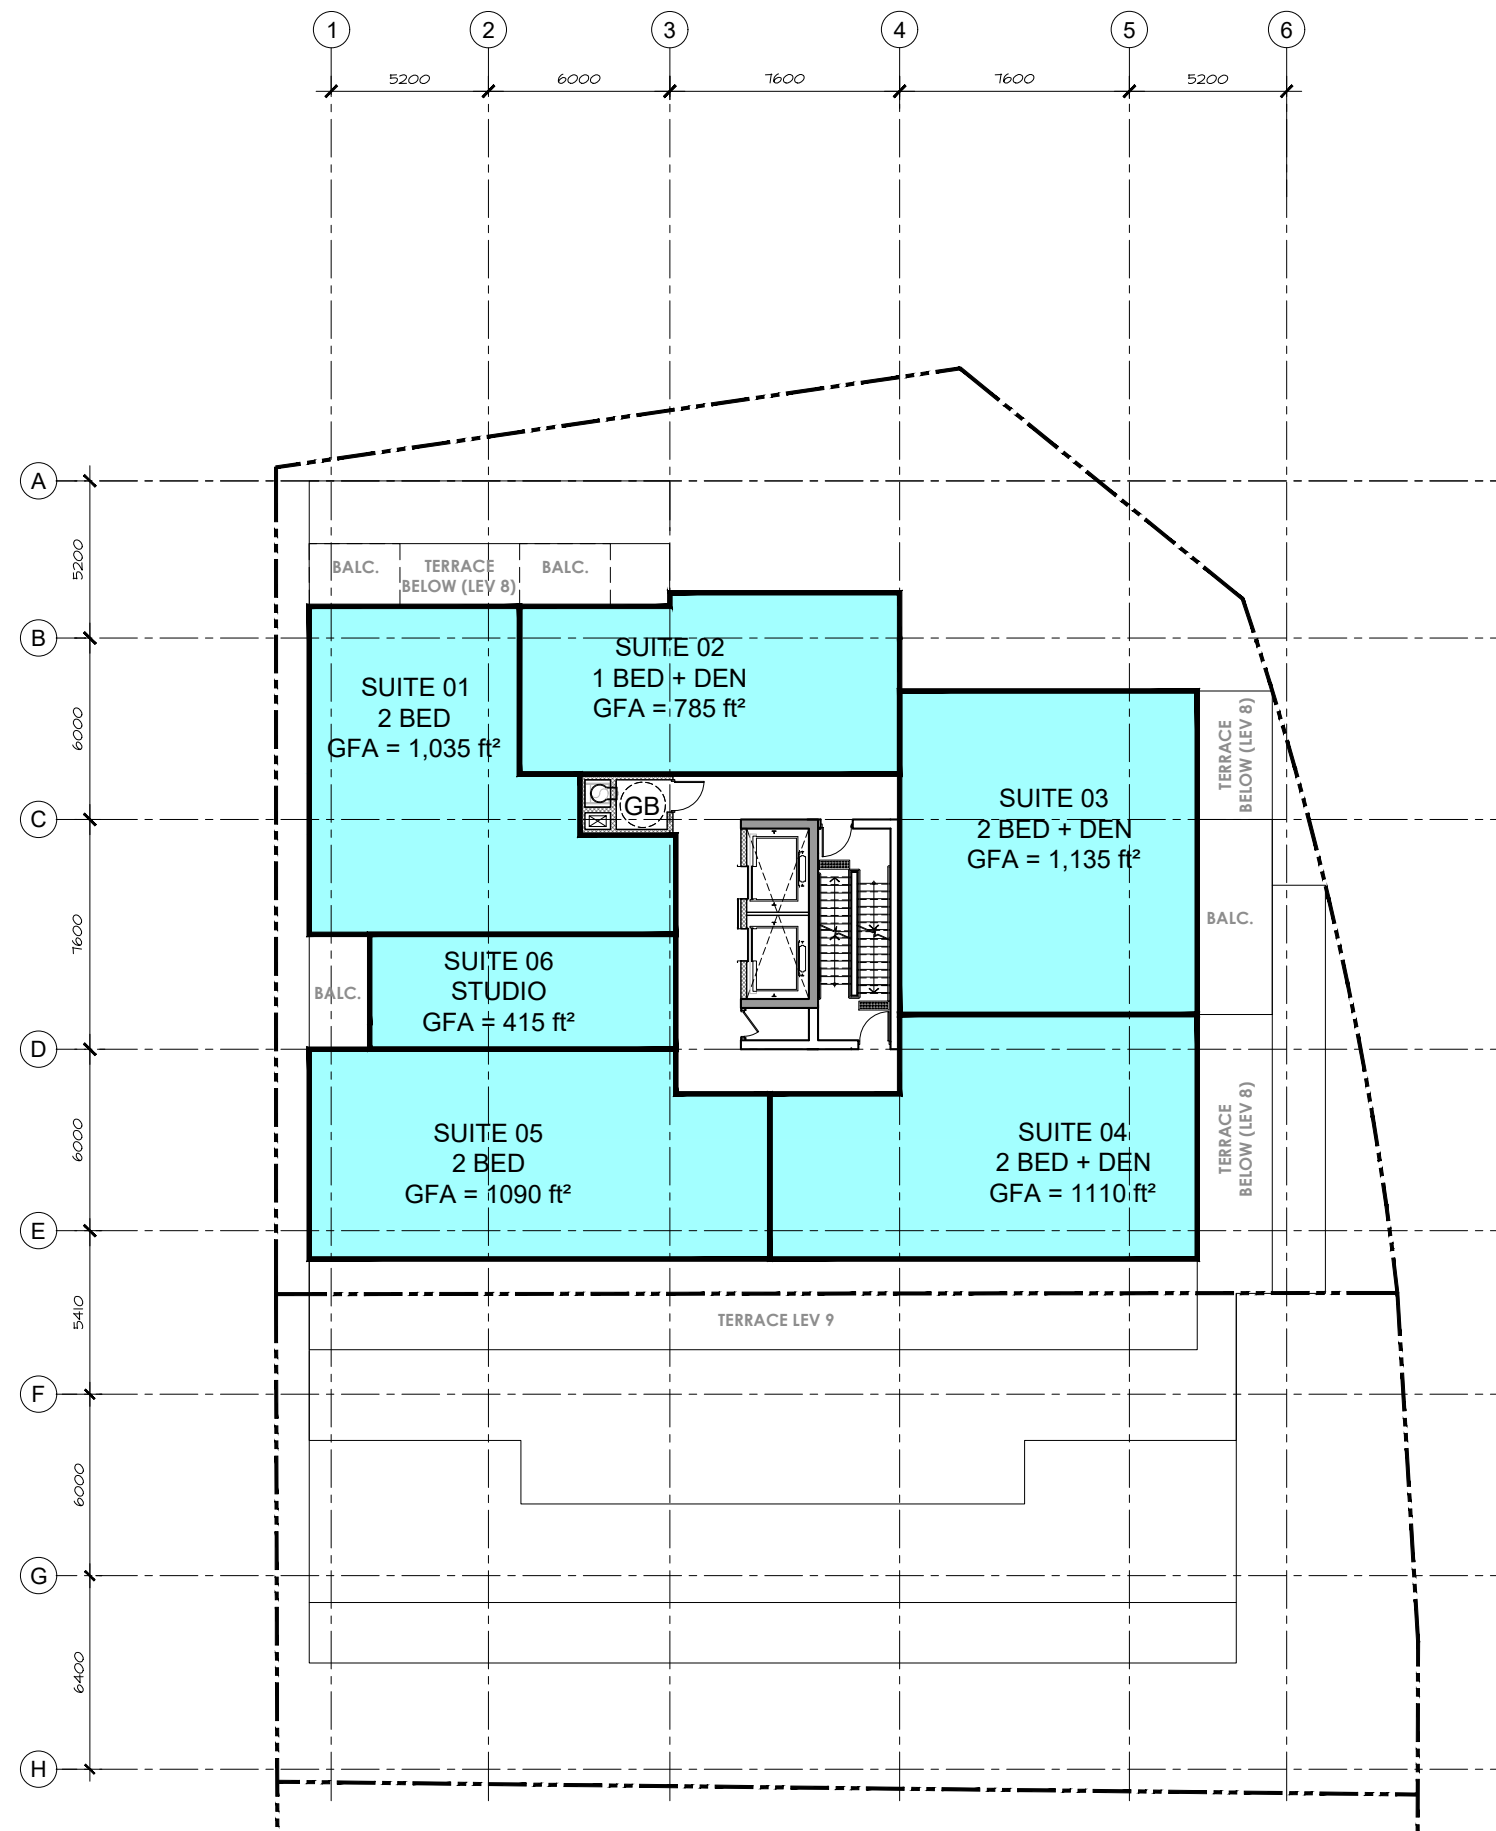 1
2
3
4
5
6
5200
6000
7600
7600
5200
A
B
C
D
E
F
G
H
5200
6000
7600
6000
5410
6000
6400
BALC.
TERRACE
BELOW (LEV 8)
BALC.
SUITE 01
2 BED
GFA = 1,035 ft²
SUITE 02
1 BED + DEN
GFA = 785 ft²
GB
SUITE 03
2 BED + DEN
GFA = 1,135 ft²
TERRACE
BELOW (LEV 8)
BALC.
BALC.
SUITE 06
STUDIO
GFA = 415 ft²
SUITE 05
2 BED
GFA = 1090 ft²
SUITE 04
2 BED + DEN
GFA = 1110 ft²
TERRACE
BELOW (LEV 8)
TERRACE LEV 9